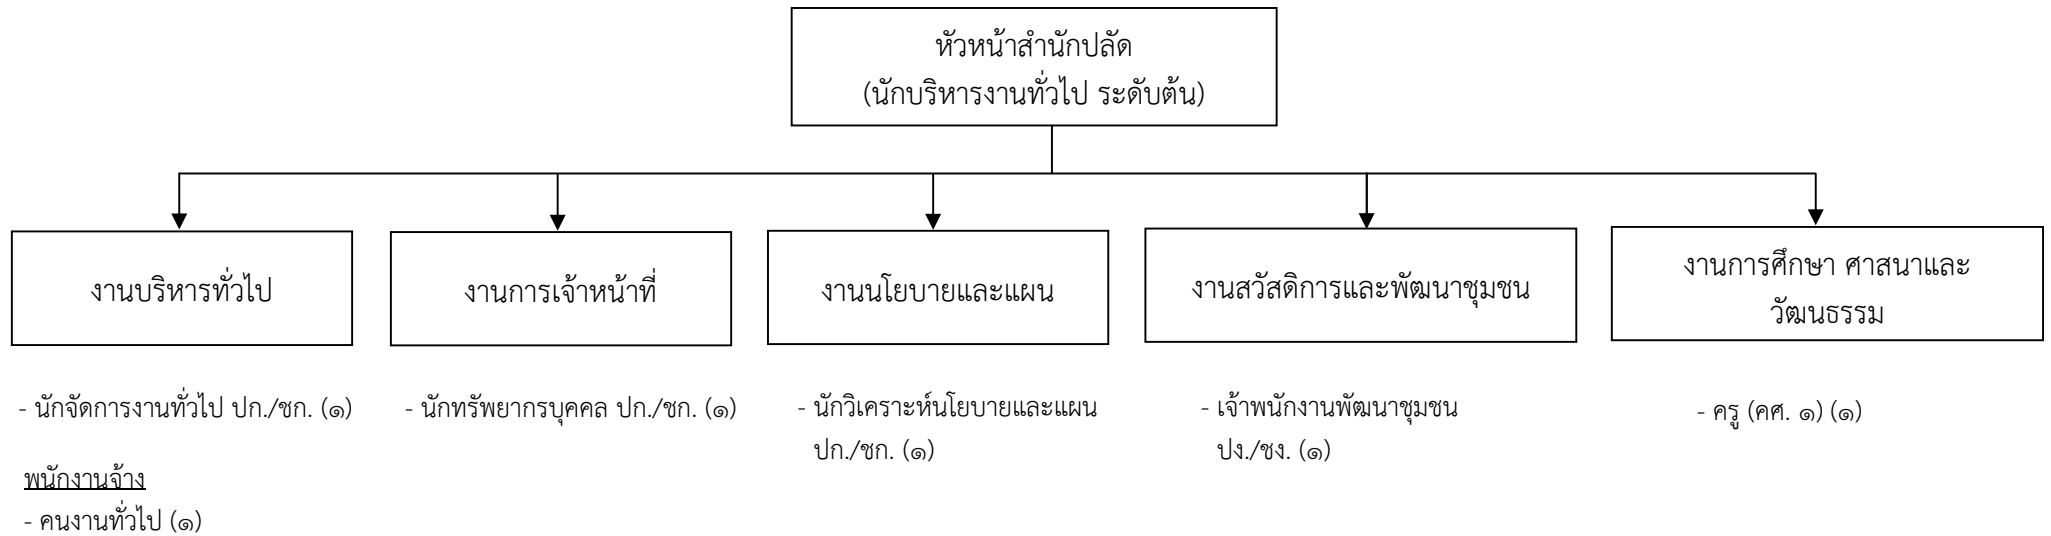 หัวหน้าสำนักปลัด
(นักบริหารงานทั่วไป ระดับต้น)
งานบริหารทั่วไป
งานการเจ้าหน้าที่
งานนโยบายและแผน
งานสวัสดิการและพัฒนาชุมชน
งานการศึกษา ศาสนาและ
วัฒนธรรม
- นักจัดการงานทั่วไป ปก./ชก. (๑)
พนักงานจ้าง
- คนงานทั่วไป (๑)
- นักทรัพยากรบุคคล ปก./ชก. (๑)
- นักวิเคราะห์นโยบายและแผน
ปก./ชก. (๑)
- เจ้าพนักงานพัฒนาชุมชน
ปง./ชง. (๑)
- ครู (คศ. ๑) (๑)